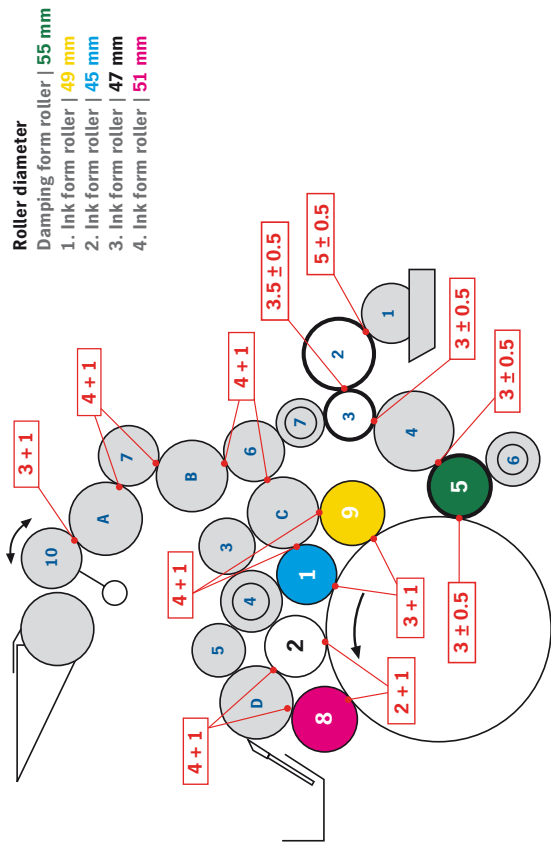 Roller diameter
Damping form roller | 55 mm
1. Ink form roller | 49 mm
2. Ink form roller | 45 mm
3. Ink form roller | 47 mm
4. Ink form roller | 51 mm
3 + 1
10
A
7
4 + 1
B
4 + 1
4 + 1
5
3
4
6
4 + 1
D
C
3.5 ± 0.5
2
1
7
8
9
3
2
5 ± 0.5
1
2 + 1
3 + 1
4
3 ± 0.5
3 ± 0.5
5
3 ± 0.5
6